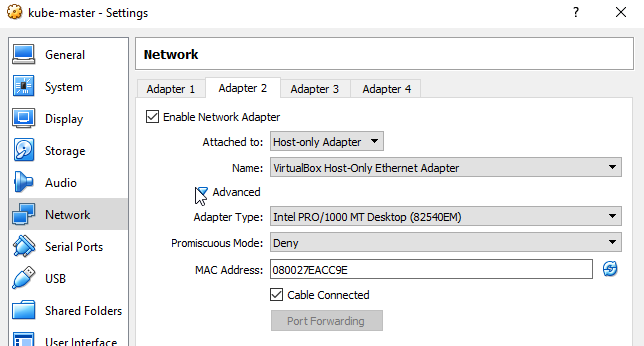 kube-master - Settings
General
System
Display
Storage
Audio
Network
Serial Ports
USB
Shared Folders
User Interface
Network
Adapter 1 Adapter 2 Adapter 3 Adapter 4
Enable Network Adapter
Attached to: Host-only Adapter
Name: VirtualBox Host-Only Ethernet Adapter
Advanced
Adapter Type: Intel PRO/1000 MT Desktop (82540EM)
Promiscuous Mode: Deny
MAC Address: 080027EACC9E
Cable Connected
Port Forwarding